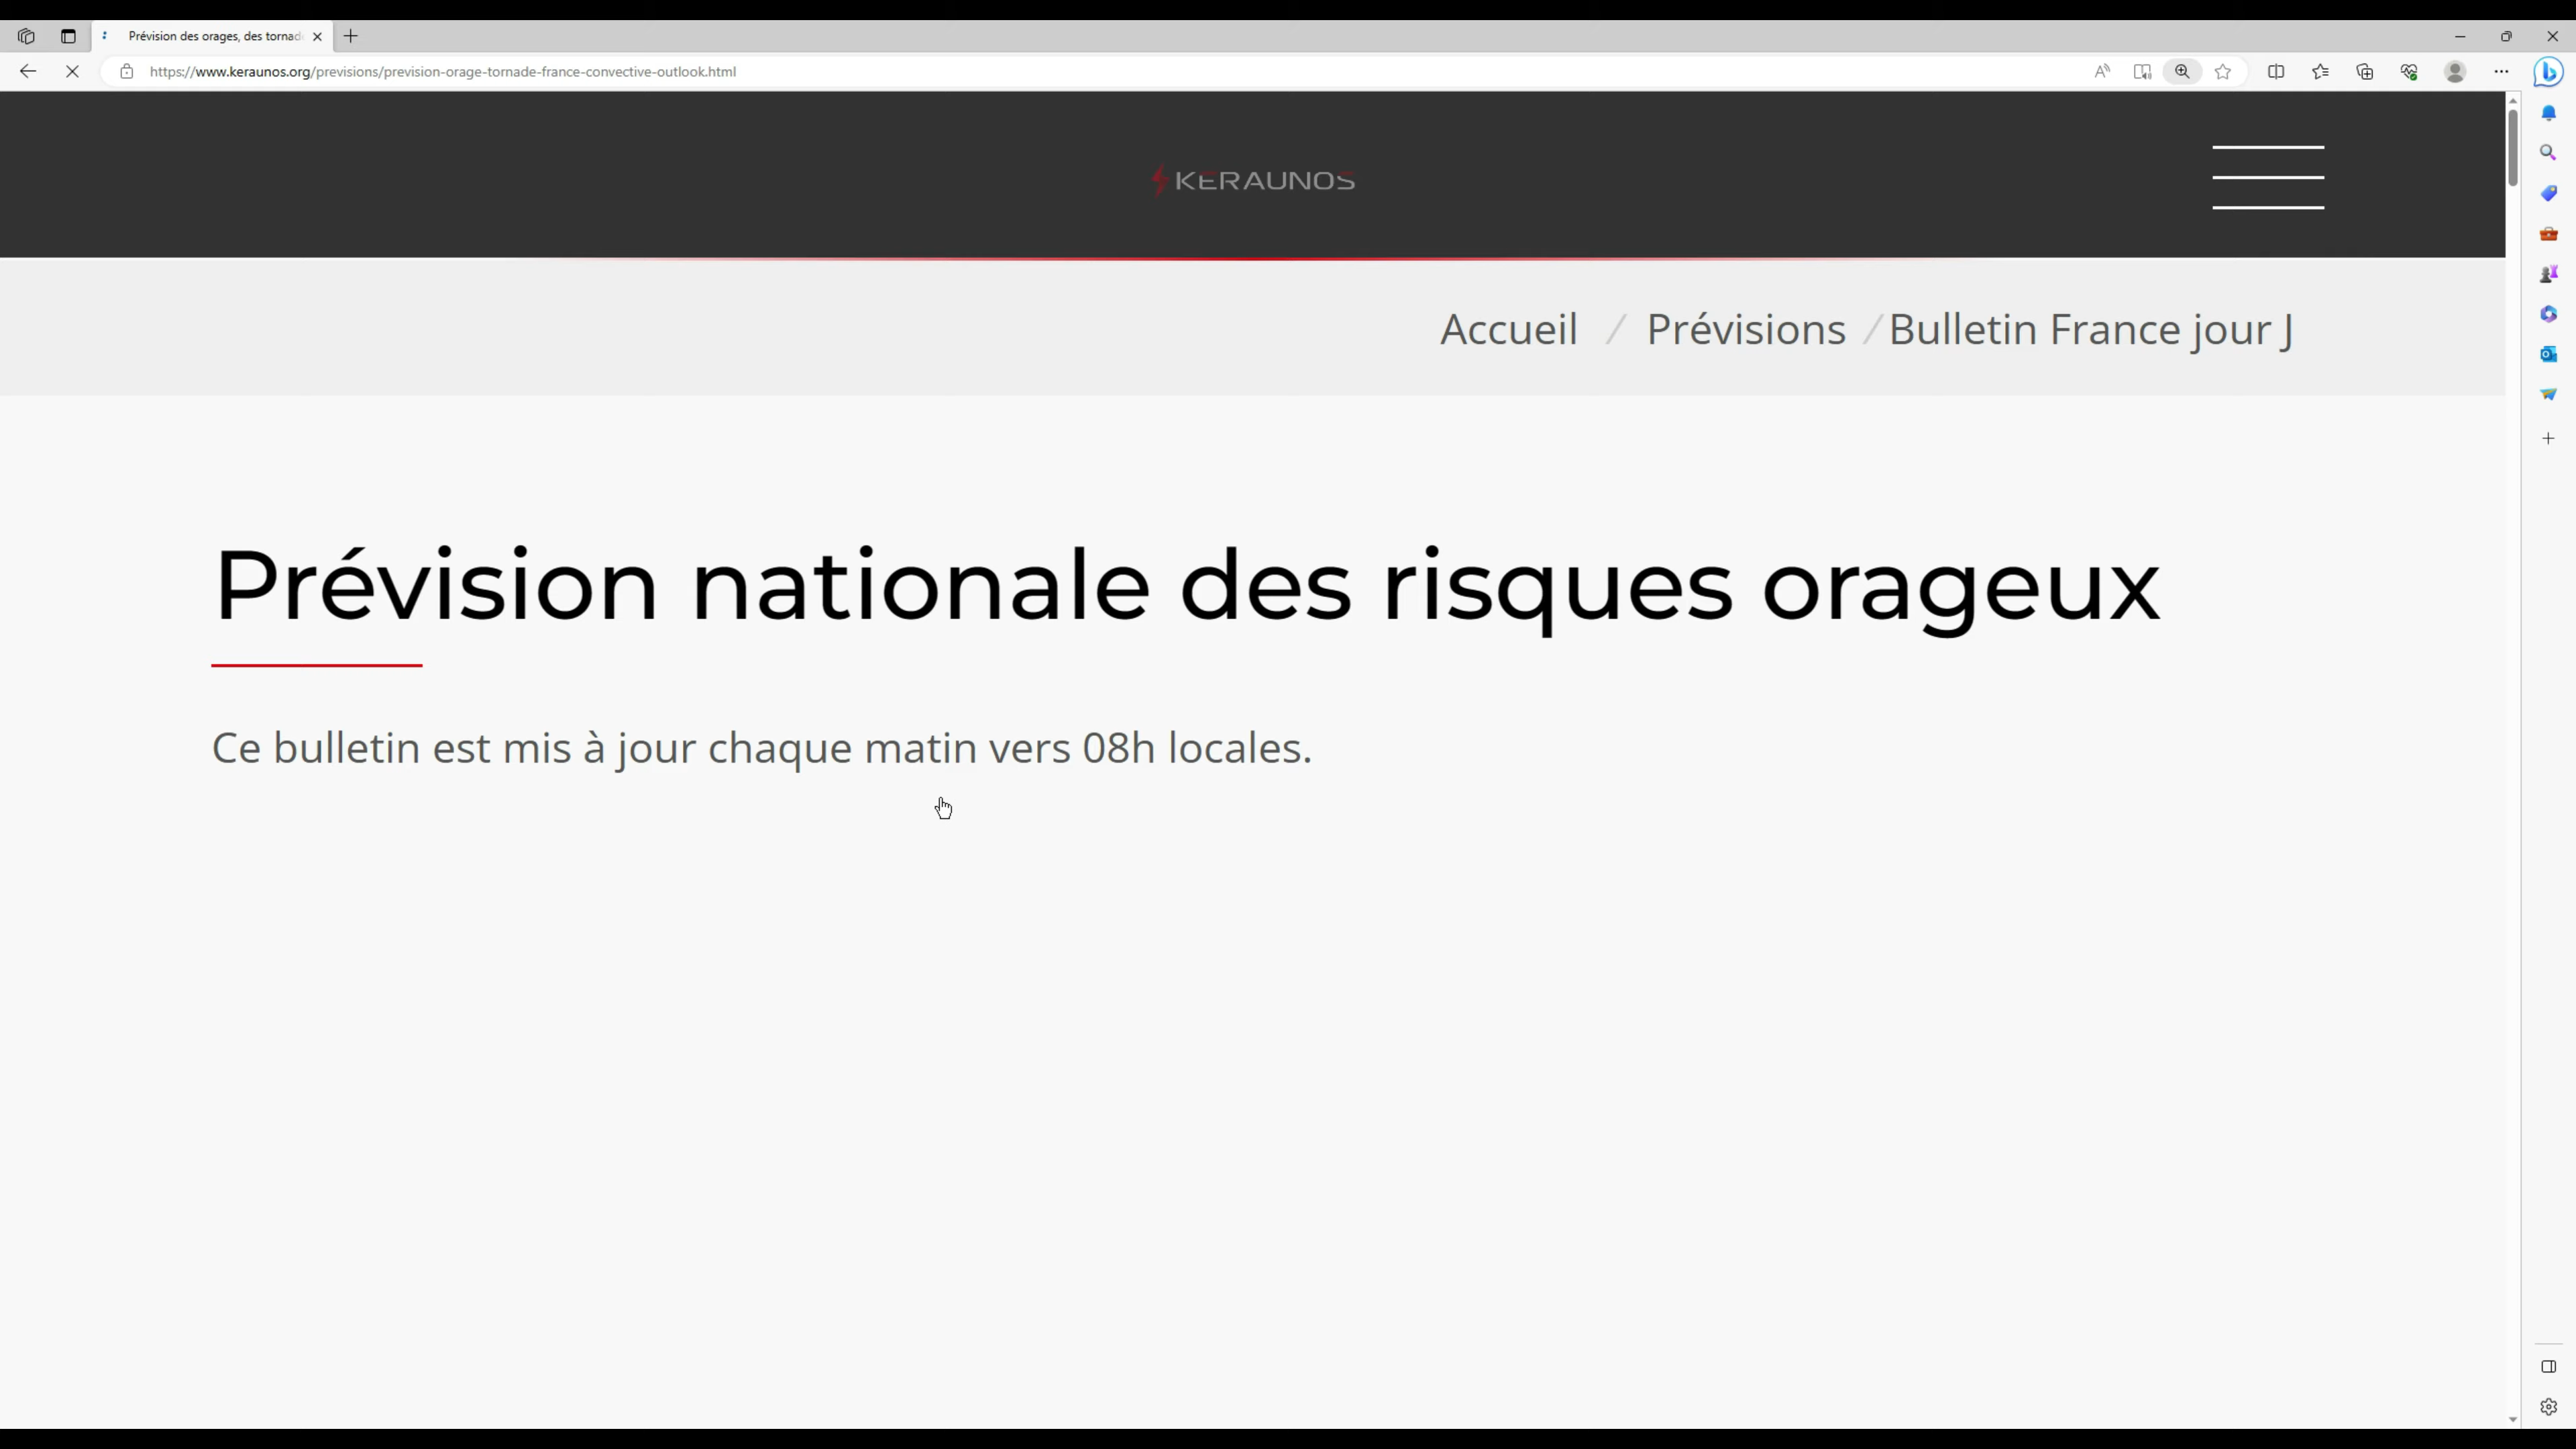 Prévision des orages, des tornad
https://www.keraunos.org/previsions/prevision-orage-tornade-france-convective-outlook.html
KERAUNOS
Accueil / Prévisions / Bulletin France jour J
Prévision nationale des risques orageux
Ce bulletin est mis à jour chaque matin vers 08h locales.